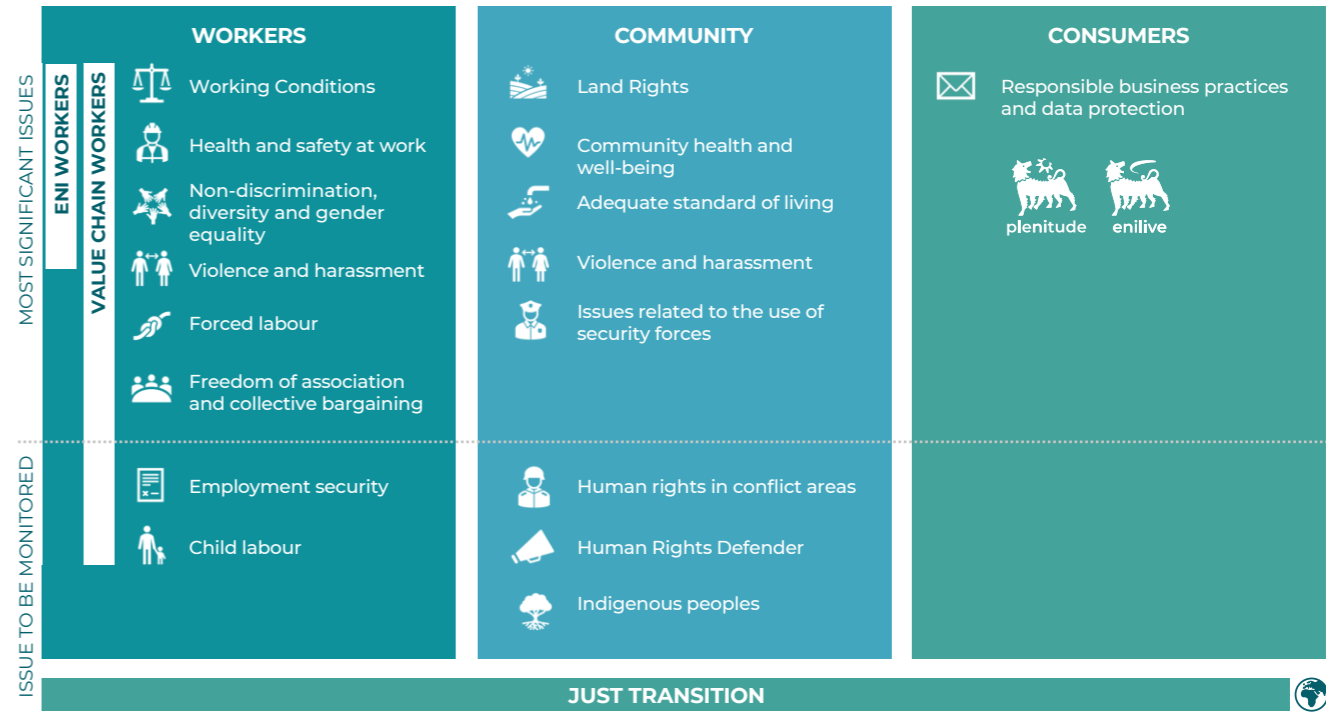 WORKERS
MOST SIGNIFICANT ISSUES
ENI WORKERS
VALUE CHAIN WORKERS
Working Conditions
Health and safety at work
Non-discrimination,
diversity and gender
equality
Violence and harassment
Forced labour
Freedom of association
and collective bargaining
ISSUE TO BE MONITORED
Employment security
Child labour
COMMUNITY
Land Rights
Community health and
well-being
Adequate standard of living
Violence and harassment
Issues related to the use of
security forces
Human rights in conflict areas
Human Rights Defender
Indigenous peoples
CONSUMERS
Responsible business practices
and data protection
plenitude
enilive
JUST TRANSITION